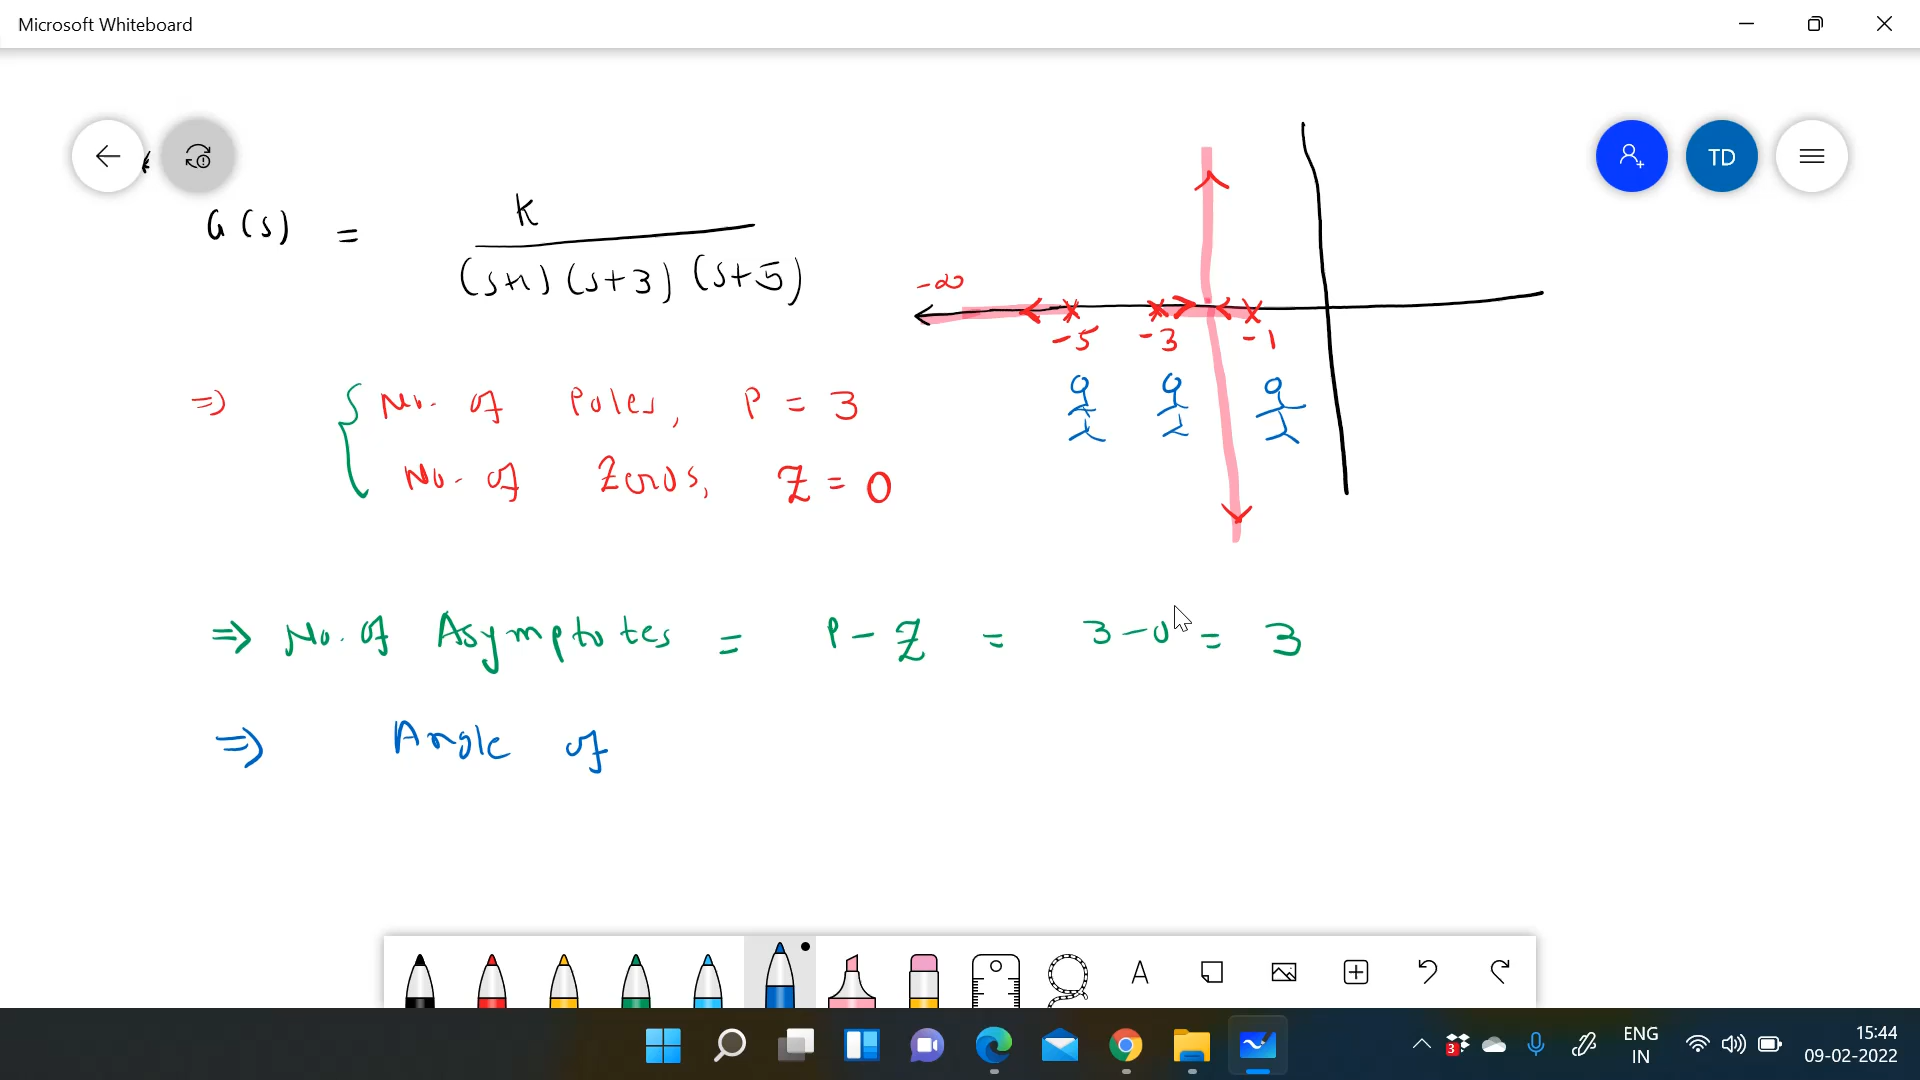 Microsoft Whiteboard
TD
G(s) = K
(s+1) (s+3) (s+5)
-∞
-5 -3 -1
⇒ { No. of Poles, P = 3
No. of Zeros, Z = 0
⇒ No. of Asymptotes = P - Z = 3 - 0 = 3
⇒ Angle of
A
3
ENG
IN
15:44
09-02-2022